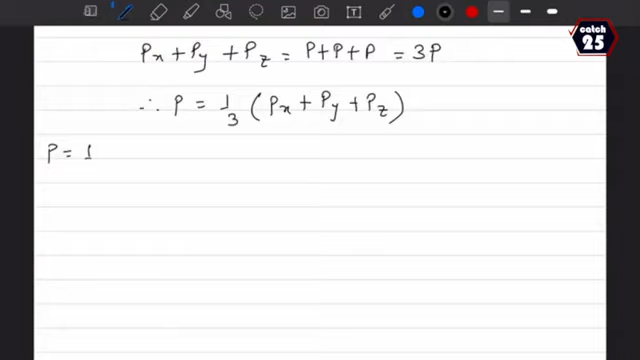 catch
25
Px + Py + Pz = P+P+P = 3P
∴ P = 1/3 (Px + Py + Pz)
P = 1